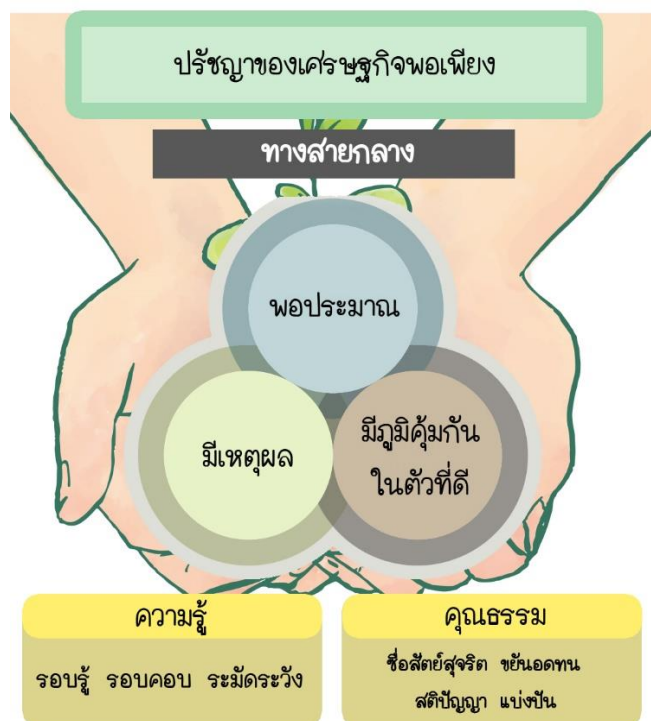 ปรัชญาของเศรษฐกิจพอเพียง
ทางสายกลาง
พอประมาณ
มีเหตุผล
มีภูมิคุ้มกัน
ในตัวที่ดี
ความรู้
รอบรู้ รอบคอบ ระมัดระวัง
คุณธรรม
ซื่อสัตย์สุจริต ขยันอดทน
สติปัญญา แบ่งปัน